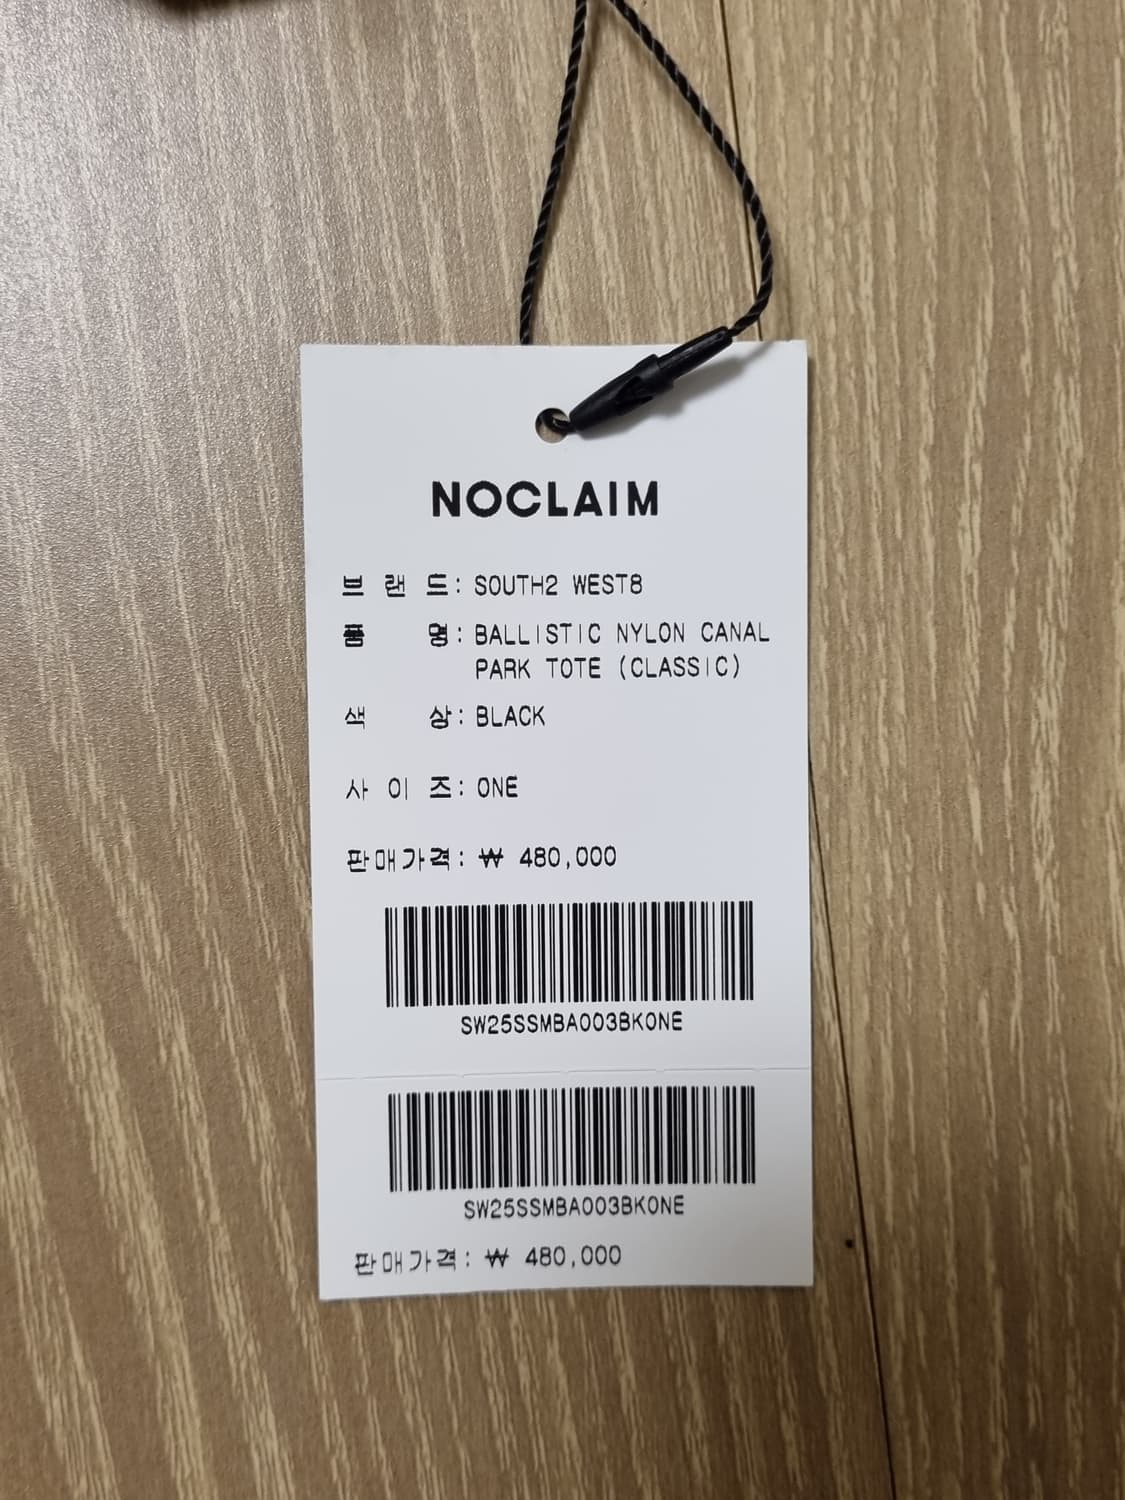 NOCLAIM
브 랜 드: SOUTH2 WEST8
품 명: BALLISTIC NYLON CANAL
PARK TOTE (CLASSIC)
색 상: BLACK
사 이 즈: ONE
판매가격: ₩ 480,000
SW25SSMBA003BKONE
SW25SSMBA003BKONE
판매가격: ₩ 480,000